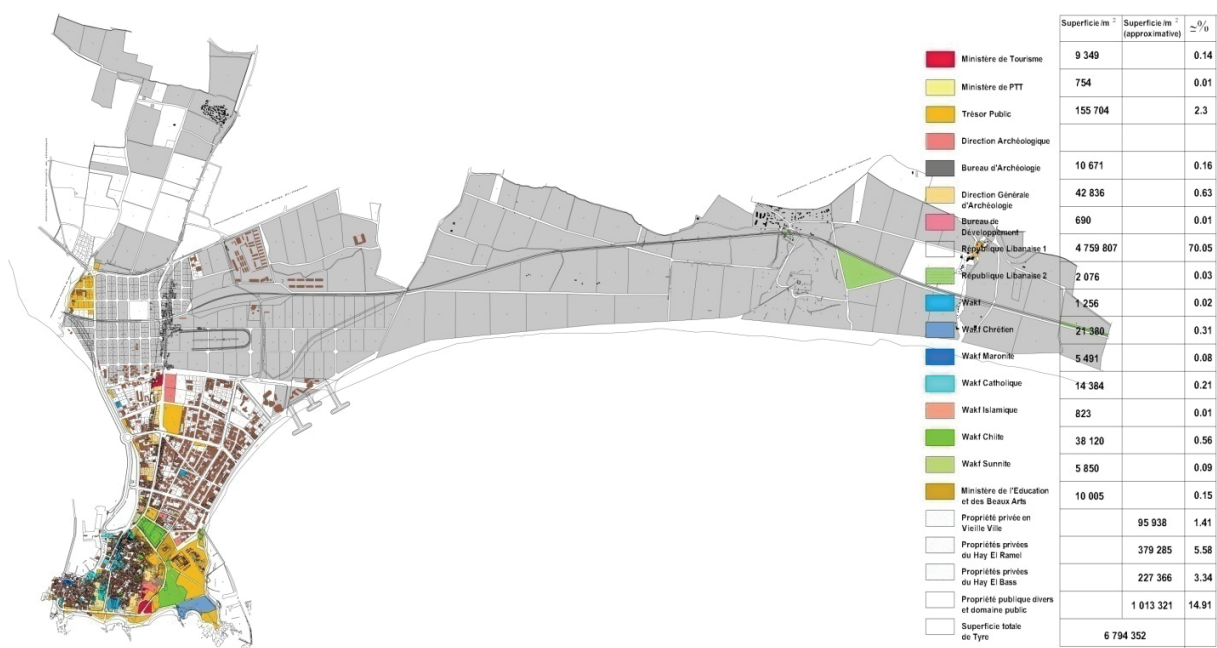 Superficie/m² Superficie/m² (approximative) ≃%
Ministère de Tourisme 9 349 0.14
Ministère de PTT 754 0.01
Trésor Public 155 704 2.3
Direction Archéologique
Bureau d'Archéologie 10 671 0.16
Direction Générale
d'Archéologie 42 836 0.63
Bureau de
Développement 690 0.01
République Libanaise 1 4 759 807 70.05
République Libanaise 2 2 076 0.03
Wakf 1 256 0.02
Wakf Chrétien 21 380 0.31
Wakf Maronite 5 491 0.08
Wakf Catholique 14 384 0.21
Wakf Islamique 823 0.01
Wakf Chiite 38 120 0.56
Wakf Sunnite 5 850 0.09
Ministère de l'Education
et des Beaux Arts 10 005 0.15
Propriété privée en
Vieille Ville 95 938 1.41
Propriétés privées
du Hay El Ramel 379 285 5.58
Propriétés privées
du Hay El Bass 227 366 3.34
Propriété publique divers
et domaine public 1 013 321 14.91
Superficie totale
de Tyre 6 794 352